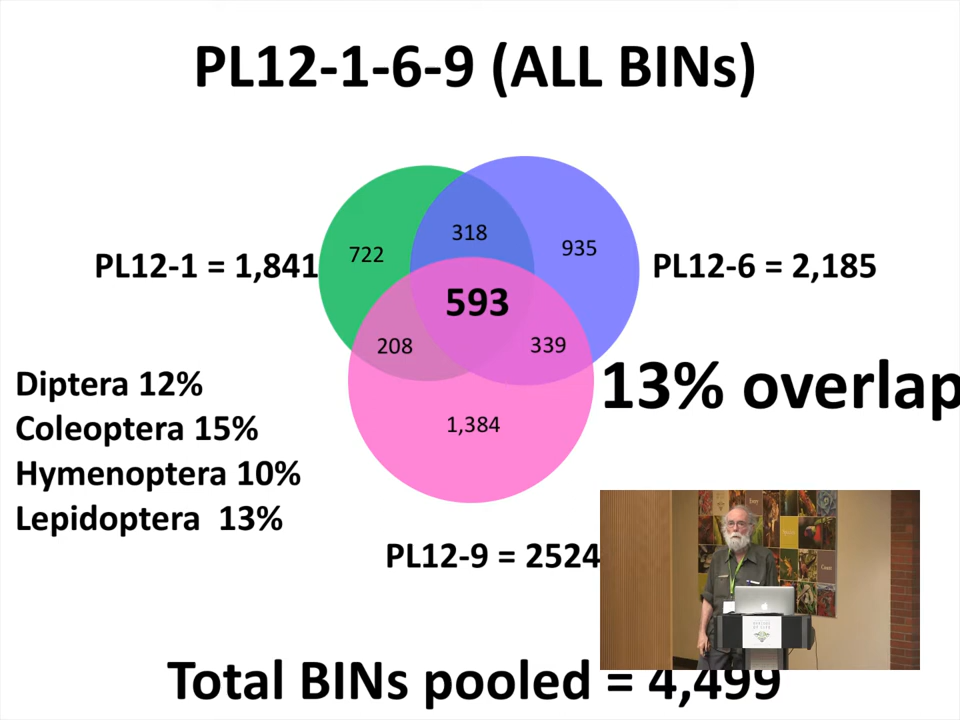 PL12-1-6-9 (ALL BINs)
318
722
935
PL12-1 = 1,841
PL12-6 = 2,185
593
208
339
Diptera 12%
13% overlap
Coleoptera 15%
1,384
Hymenoptera 10%
Lepidoptera  13%
PL12-9 = 2524
Total BINs pooled = 4,499